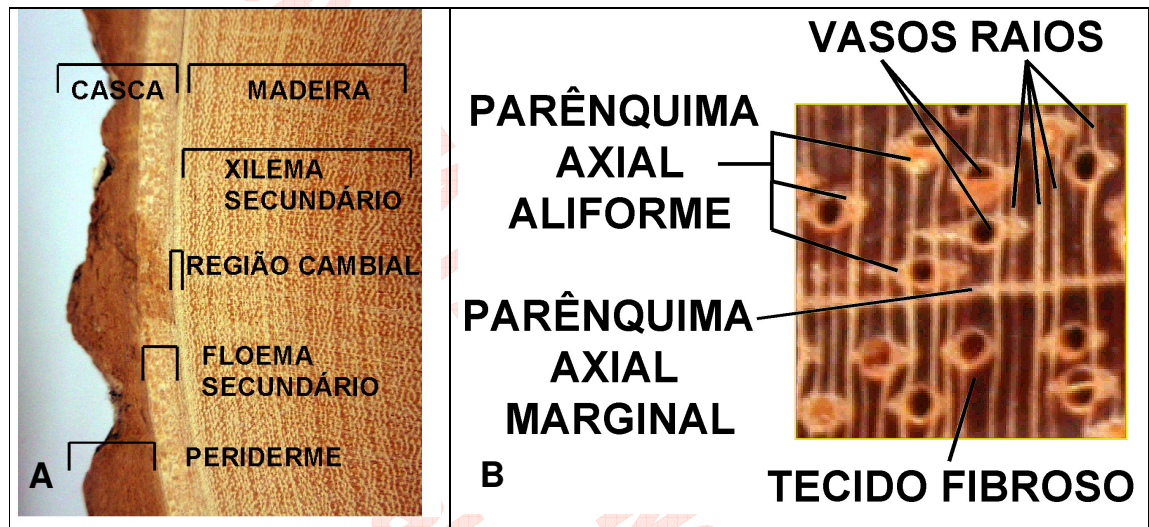 CASCA
MADEIRA
XILEMA
SECUNDÁRIO
REGIÃO CAMBIAL
FLOEMA
SECUNDÁRIO
PERIDERME
A
VASOS RAIOS
PARÊNQUIMA
AXIAL
ALIFORME
PARÊNQUIMA
AXIAL
MARGINAL
TECIDO FIBROSO
B